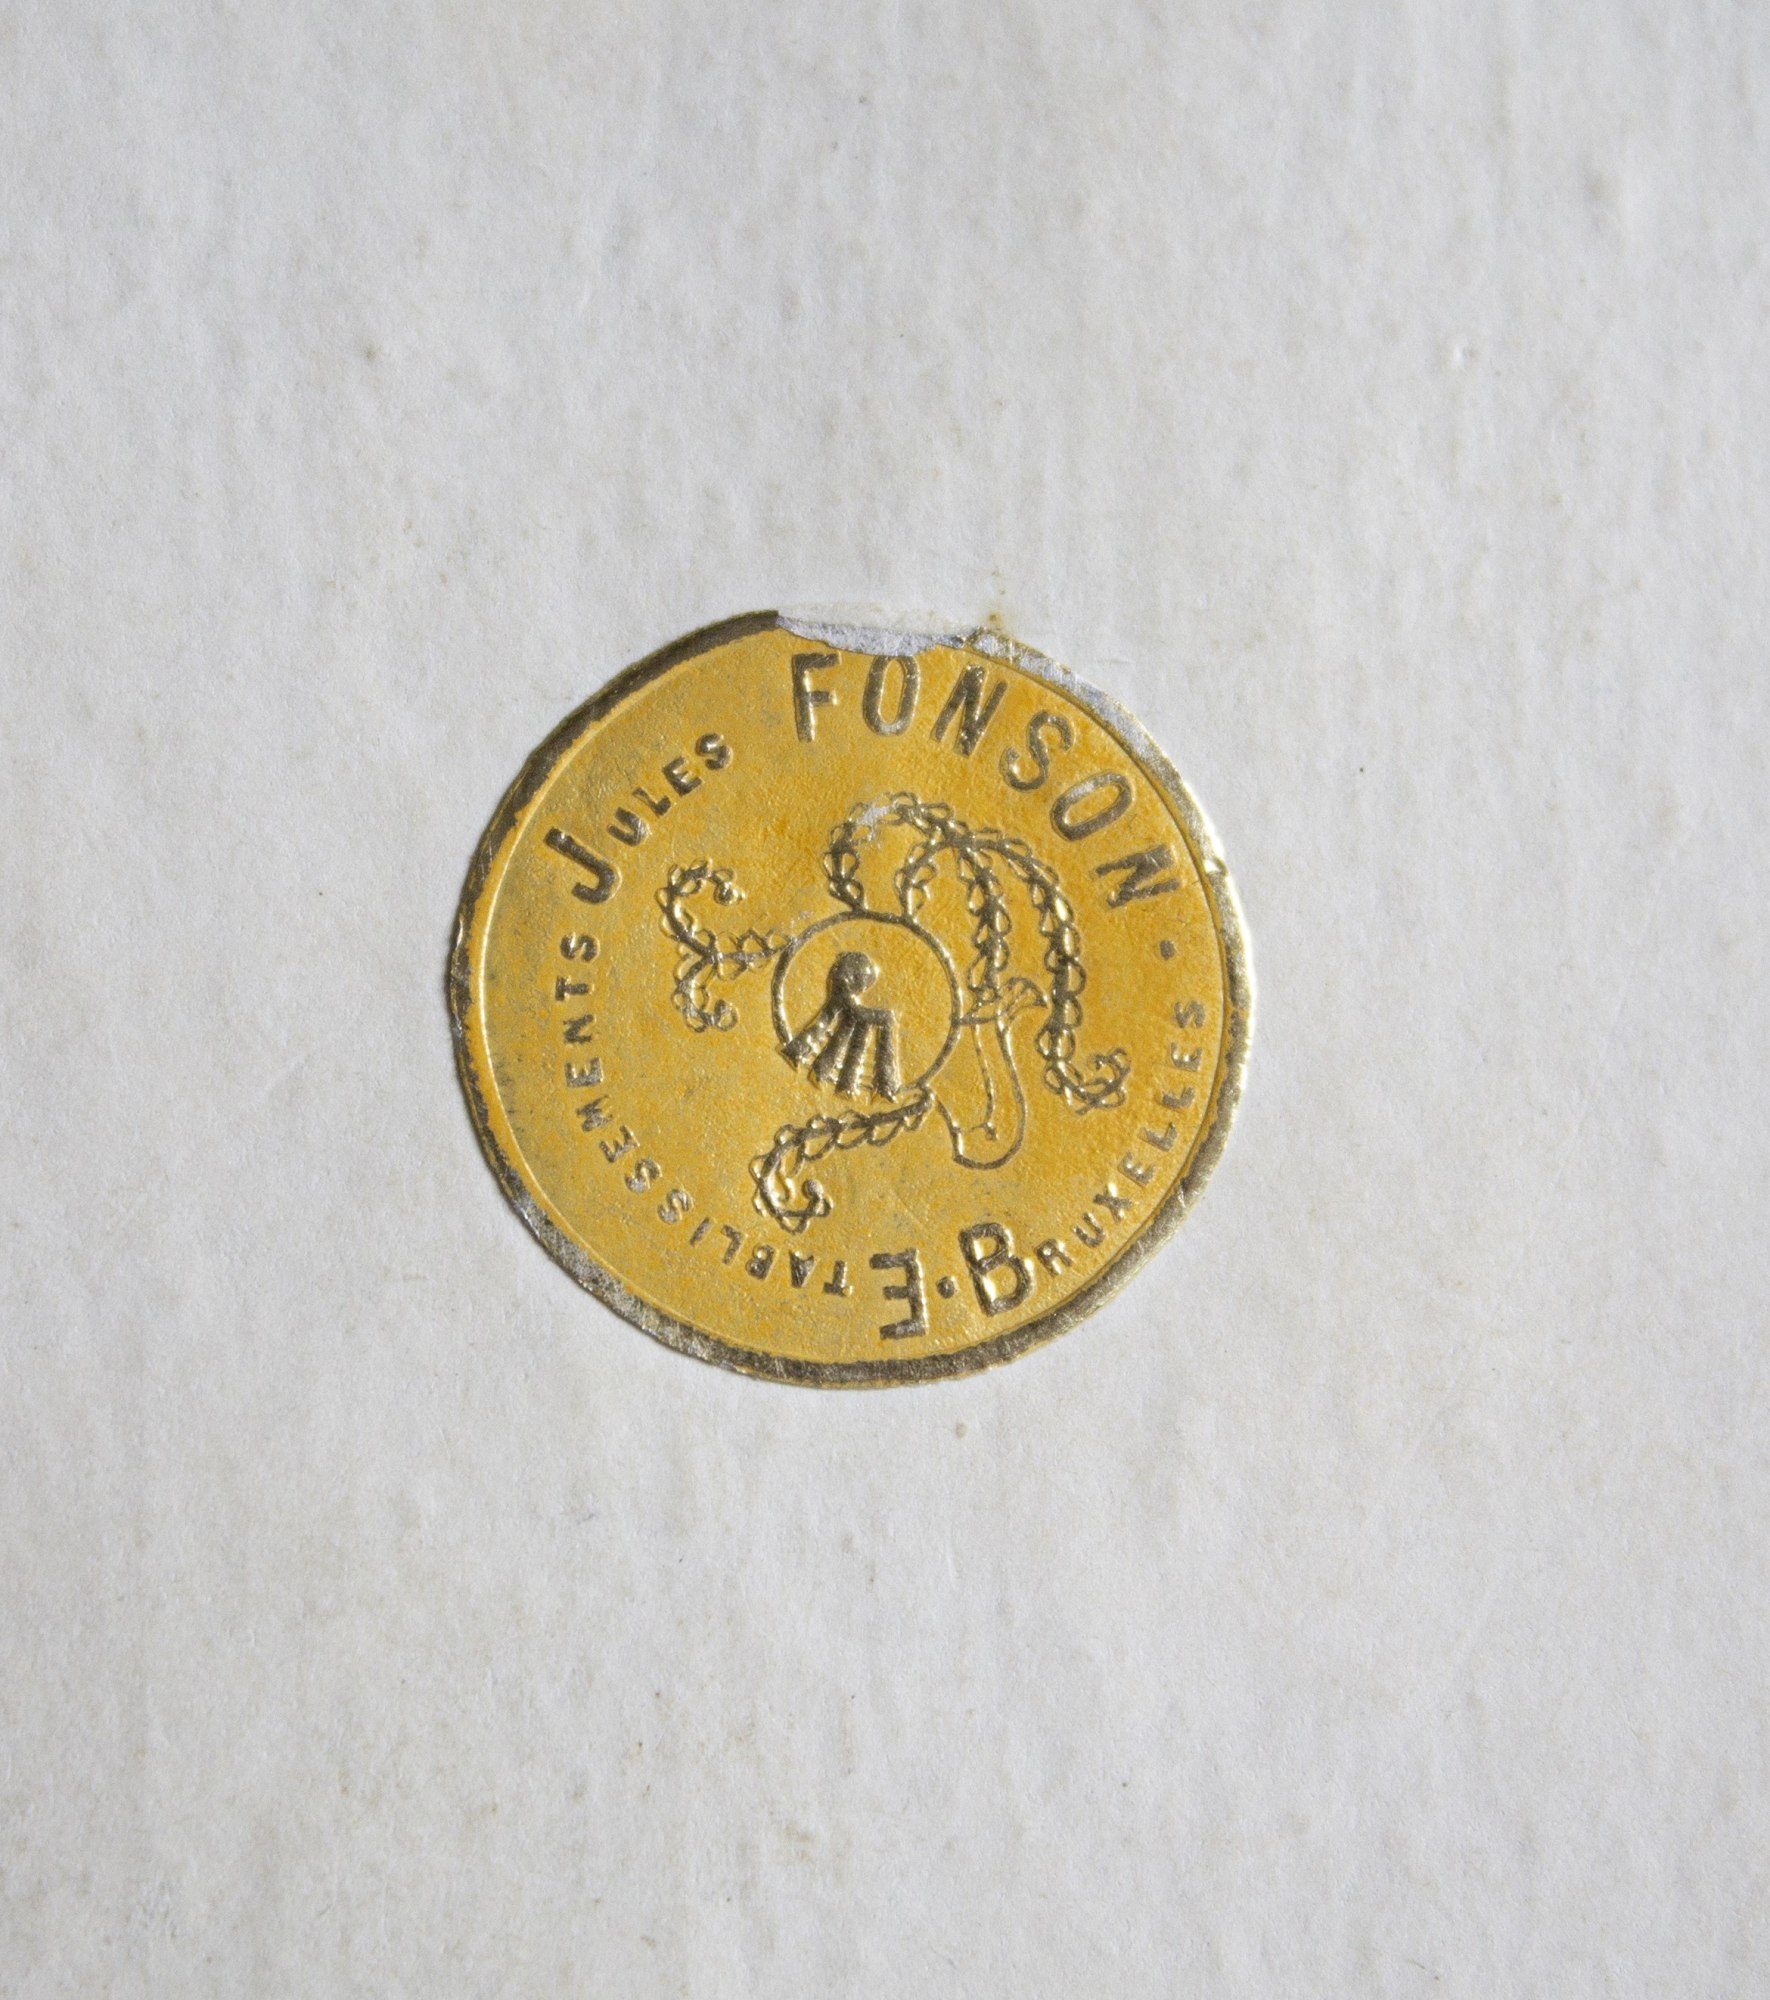 ETABLISSEMENTS JULES FONSON · BRUXELLES ·